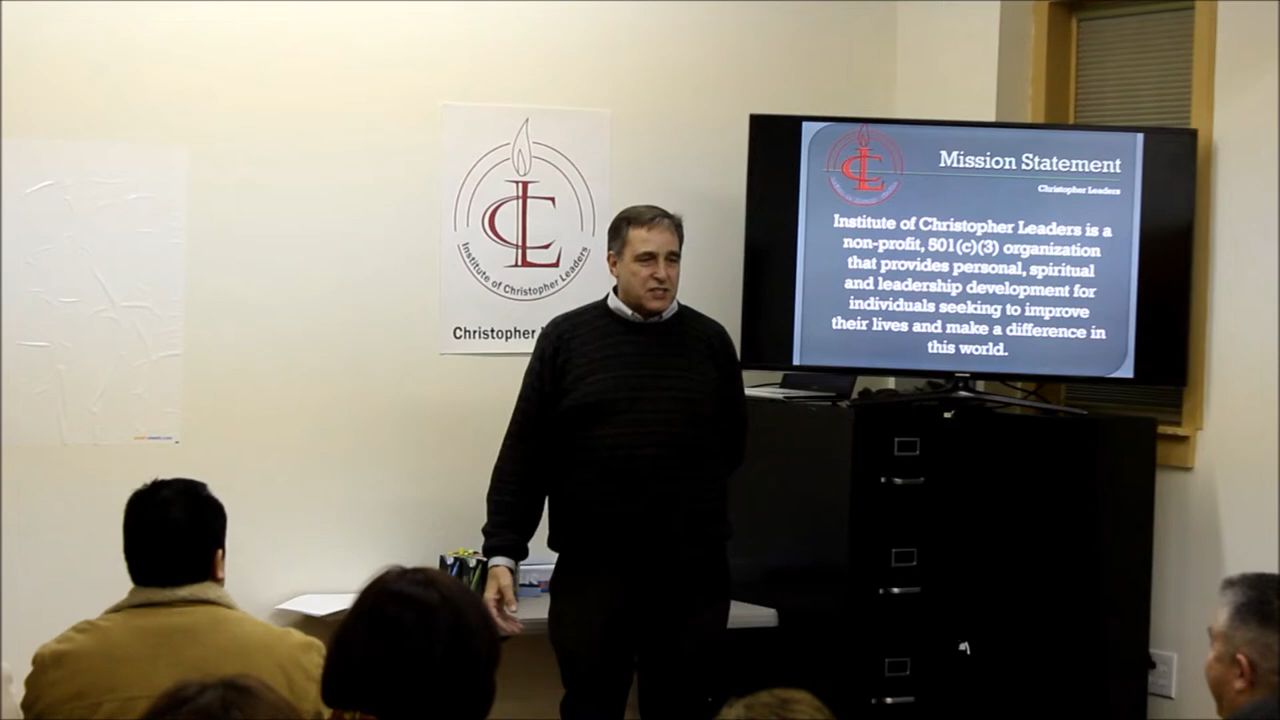 CL
Institute of Christopher Leaders
Christopher
Mission Statement
Christopher Leaders
Institute of Christopher Leaders is a
non-profit, 501(c)(3) organization
that provides personal, spiritual
and leadership development for
individuals seeking to improve
their lives and make a difference in
this world.
SAMSUNG